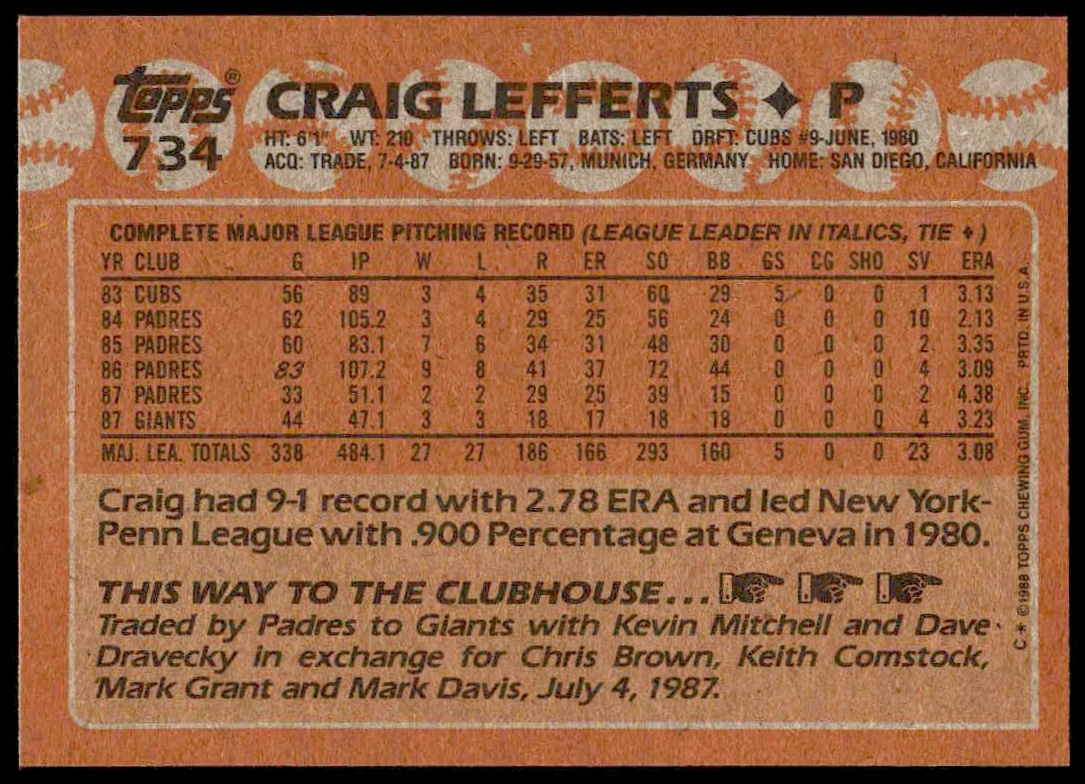 topps®
734
CRAIG LEFFERTS ♦ P
HT: 6'1" WT: 210 THROWS: LEFT BATS: LEFT DRFT: CUBS #9-JUNE, 1980
ACQ: TRADE, 7-4-87 BORN: 9-29-57, MUNICH, GERMANY HOME: SAN DIEGO, CALIFORNIA
COMPLETE MAJOR LEAGUE PITCHING RECORD (LEAGUE LEADER IN ITALICS, TIE ♦)
YR CLUB G IP W L R ER SO BB GS CG SHO SV ERA
83 CUBS 56 89 3 4 35 31 60 29 5 0 0 1 3.13
84 PADRES 62 105.2 3 4 29 25 56 24 0 0 0 10 2.13
85 PADRES 60 83.1 7 6 34 31 48 30 0 0 0 2 3.35
86 PADRES 83 107.2 9 8 41 37 72 44 0 0 0 4 3.09
87 PADRES 33 51.1 2 2 29 25 39 15 0 0 0 2 4.38
87 GIANTS 44 47.1 3 3 18 17 18 18 0 0 0 4 3.23
MAJ. LEA. TOTALS 338 484.1 27 27 186 166 293 160 5 0 0 23 3.08
Craig had 9-1 record with 2.78 ERA and led New York-
Penn League with .900 Percentage at Geneva in 1980.
THIS WAY TO THE CLUBHOUSE...
Traded by Padres to Giants with Kevin Mitchell and Dave
Dravecky in exchange for Chris Brown, Keith Comstock,
Mark Grant and Mark Davis, July 4, 1987.
C * ©1988 TOPPS CHEWING GUM, INC. PRTD. IN U.S.A.